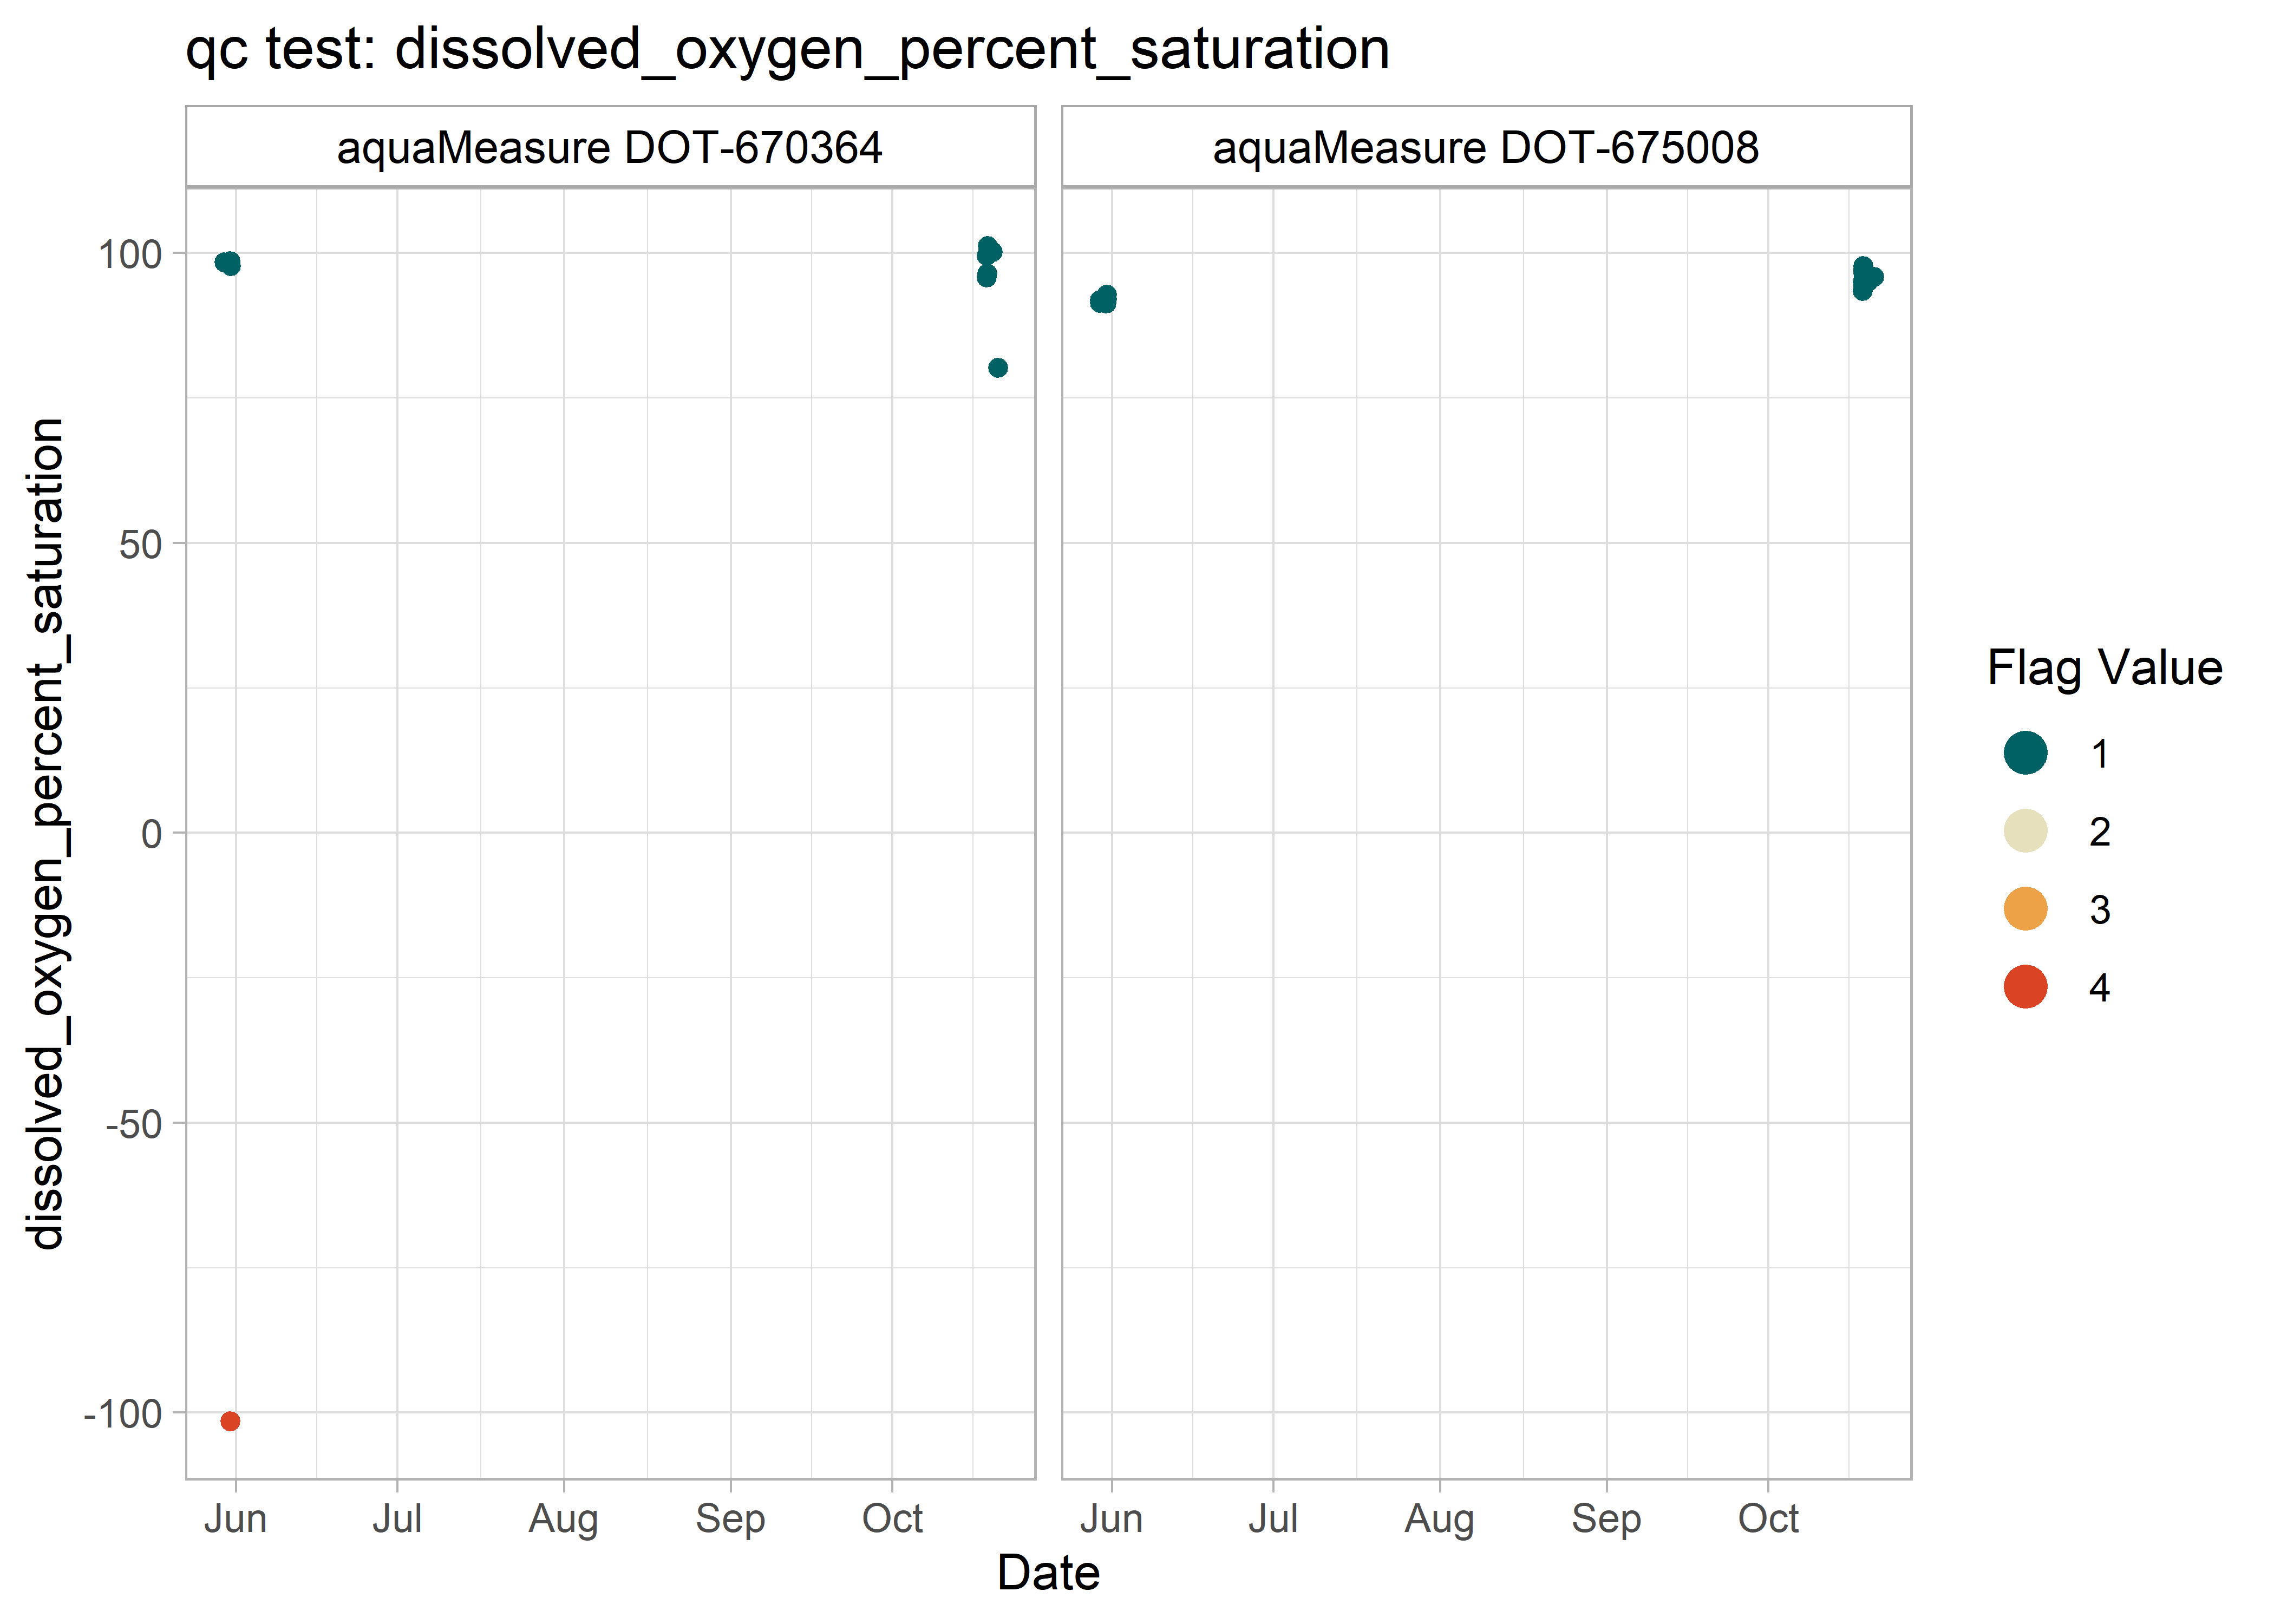 qc test: dissolved_oxygen_percent_saturation
aquaMeasure DOT-670364
aquaMeasure DOT-675008
dissolved_oxygen_percent_saturation
100
50
0
-50
-100
Jun Jul Aug Sep Oct
Jun Jul Aug Sep Oct
Date
Flag Value
1
2
3
4